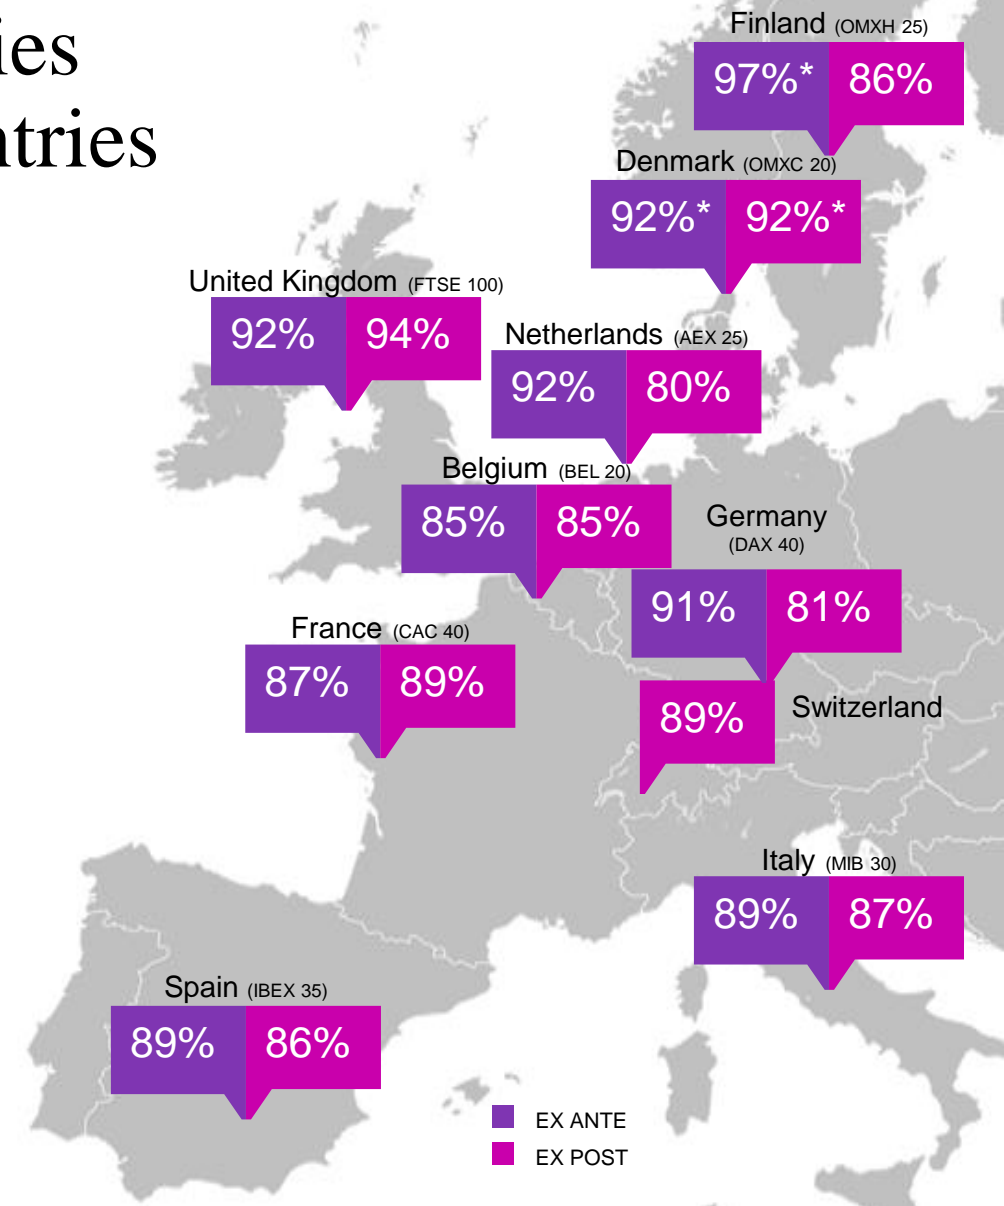 ies
ntries
Finland (OMXH 25)
97%* 86%
Denmark (OMXC 20)
92%* 92%*
United Kingdom (FTSE 100)
92% 94%
Netherlands (AEX 25)
92% 80%
Belgium (BEL 20)
85% 85%
Germany
(DAX 40)
91% 81%
France (CAC 40)
87% 89%
Switzerland
89%
Italy (MIB 30)
89% 87%
Spain (IBEX 35)
89% 86%
EX ANTE
EX POST